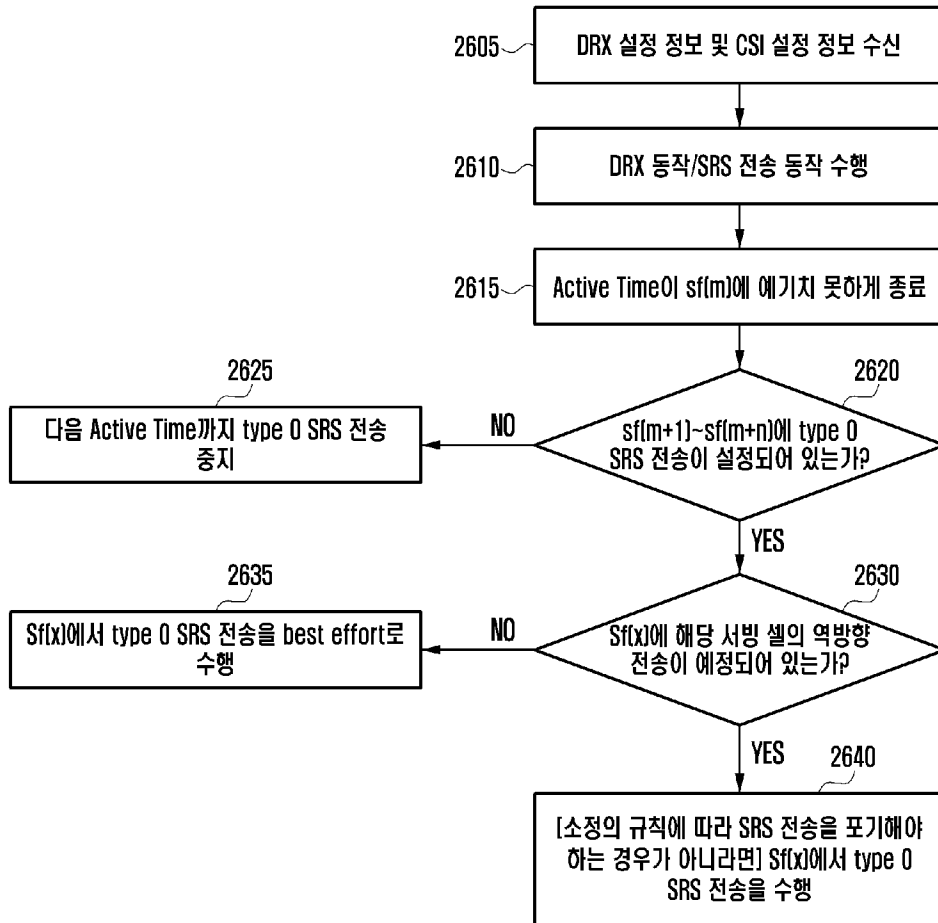 2605
DRX 설정 정보 및 CSI 설정 정보 수신
2610
DRX 동작/SRS 전송 동작 수행
2615
Active Time이 sf(m)에 예기치 못하게 종료
2620
sf(m+1)~sf(m+n)에 type 0
SRS 전송이 설정되어 있는가?
NO
2625
다음 Active Time까지 type 0 SRS 전송
중지
YES
2630
Sf(x)에 해당 서빙 셀의 역방향
전송이 예정되어 있는가?
NO
2635
Sf(x)에서 type 0 SRS 전송을 best effort로
수행
YES
2640
[소정의 규칙에 따라 SRS 전송을 포기해야
하는 경우가 아니라면] Sf(x)에서 type 0
SRS 전송을 수행